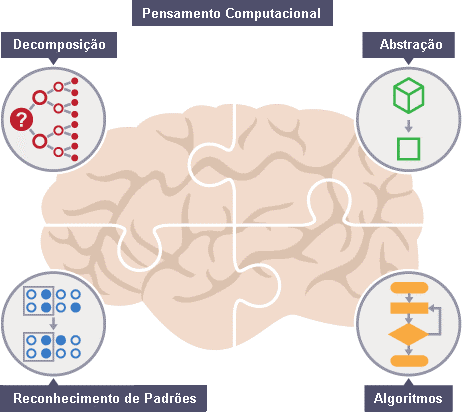 Pensamento Computacional
Decomposição
Abstração
?
Reconhecimento de Padrões
Algoritmos